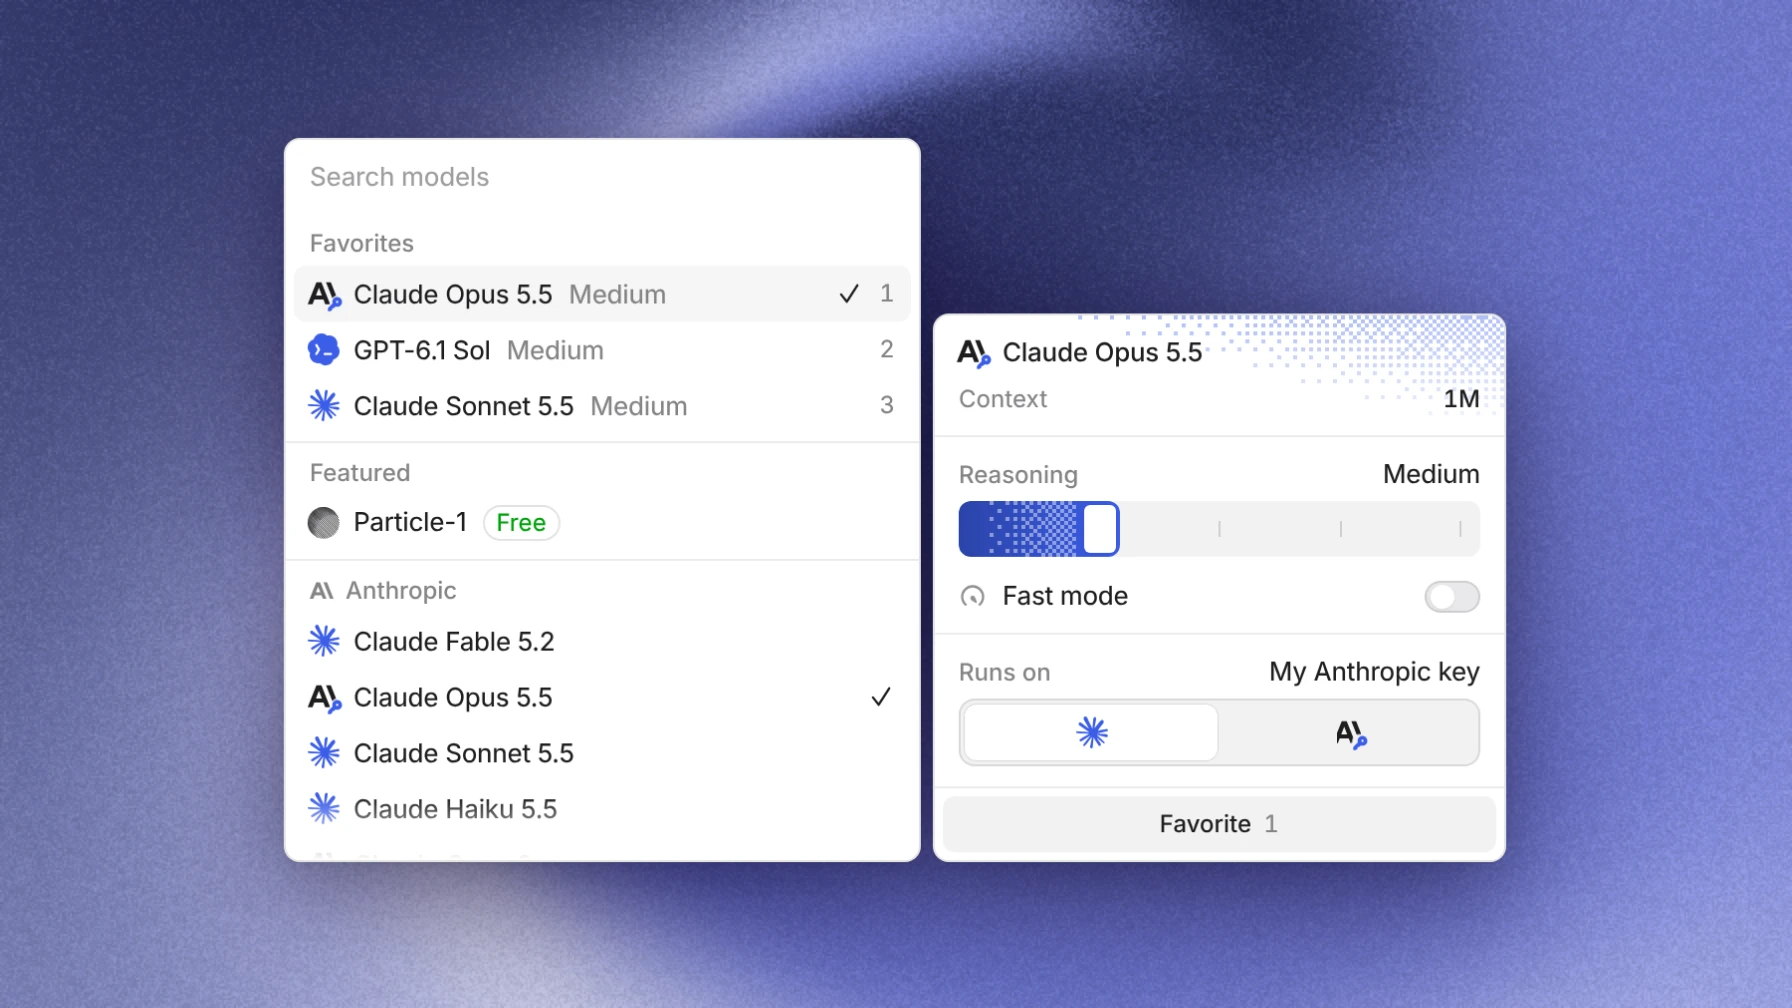 Search models
Favorites
Claude Opus 5.5 Medium 1
GPT-6.1 Sol Medium 2
Claude Sonnet 5.5 Medium 3
Featured
Particle-1 Free
Anthropic
Claude Fable 5.2
Claude Opus 5.5
Claude Sonnet 5.5
Claude Haiku 5.5
Claude Opus 5.5
Context 1M
Reasoning Medium
Fast mode
Runs on My Anthropic key
Favorite 1